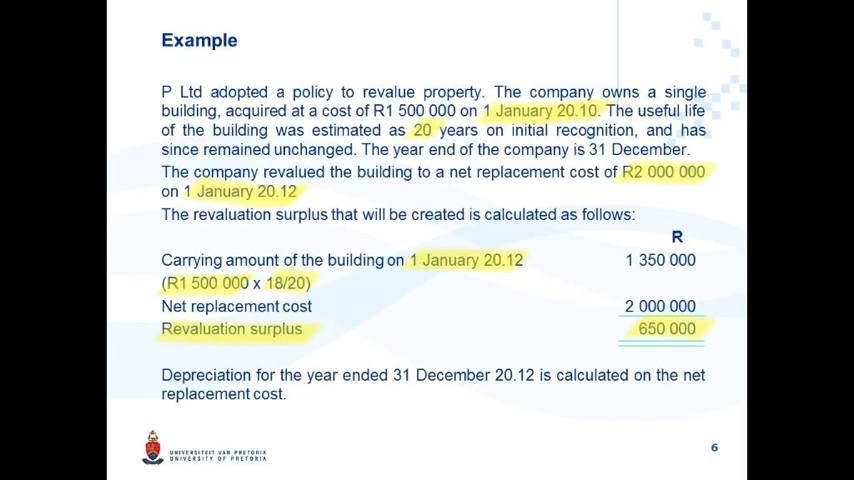 Example
P Ltd adopted a policy to revalue property. The company owns a single
building, acquired at a cost of R1 500 000 on 1 January 20.10. The useful life
of the building was estimated as 20 years on initial recognition, and has
since remained unchanged. The year end of the company is 31 December.
The company revalued the building to a net replacement cost of R2 000 000
on 1 January 20.12
The revaluation surplus that will be created is calculated as follows:
R
Carrying amount of the building on 1 January 20.12 1 350 000
(R1 500 000 x 18/20)
Net replacement cost 2 000 000
Revaluation surplus 650 000
Depreciation for the year ended 31 December 20.12 is calculated on the net
replacement cost.
UNIVERSITEIT VAN PRETORIA
UNIVERSITY OF PRETORIA
6